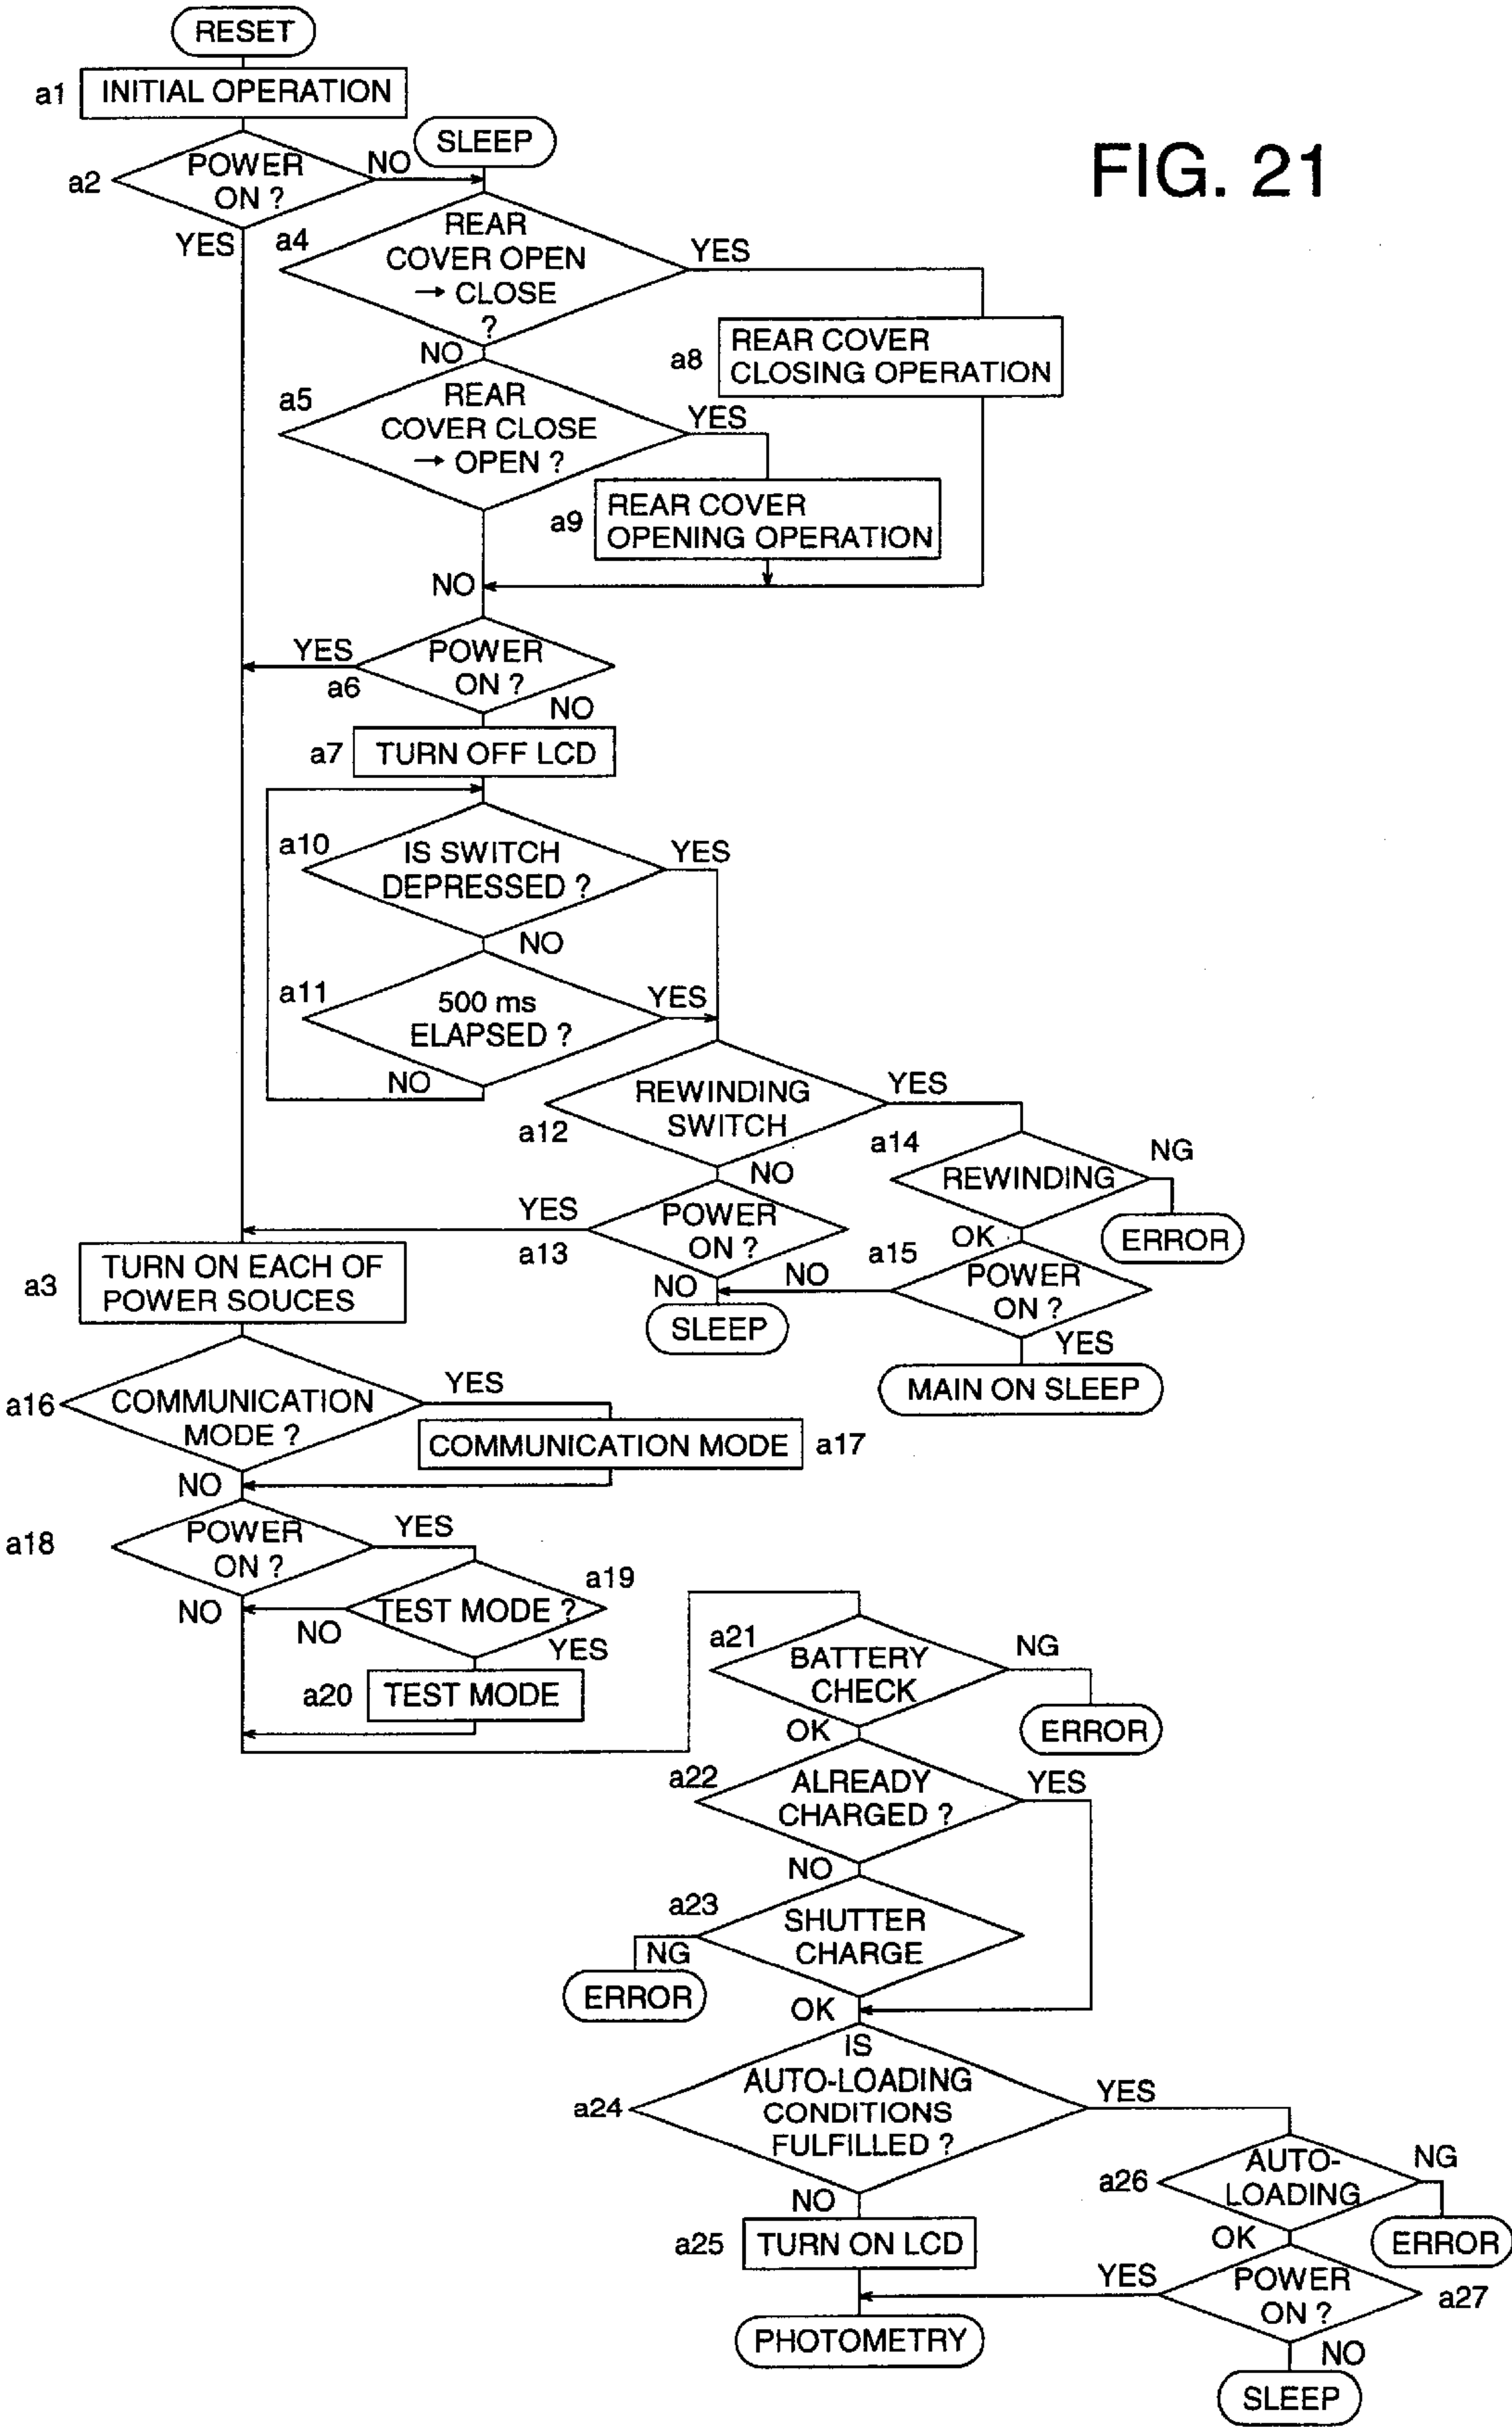 RESET
a1
INITIAL OPERATION
FIG. 21
SLEEP
a2
POWER
ON ?
NO
YES
a4
REAR
COVER OPEN
→ CLOSE
?
YES
NO
a8
REAR COVER
CLOSING OPERATION
a5
REAR
COVER CLOSE
→ OPEN ?
YES
a9
REAR COVER
OPENING OPERATION
NO
YES
POWER
ON ?
a6
NO
a7
TURN OFF LCD
a10
IS SWITCH
DEPRESSED ?
YES
NO
a11
500 ms
ELAPSED ?
YES
NO
a12
REWINDING
SWITCH
YES
NO
a14
REWINDING
NG
ERROR
OK
YES
a13
POWER
ON ?
NO
SLEEP
a15
POWER
ON ?
NO
YES
MAIN ON SLEEP
a3
TURN ON EACH OF
POWER SOUCES
a16
COMMUNICATION
MODE ?
YES
COMMUNICATION MODE
a17
NO
a18
POWER
ON ?
YES
NO
a19
TEST MODE ?
NO
YES
a20
TEST MODE
a21
BATTERY
CHECK
NG
ERROR
OK
a22
ALREADY
CHARGED ?
YES
NO
a23
SHUTTER
CHARGE
NG
ERROR
OK
a24
IS
AUTO-LOADING
CONDITIONS
FULFILLED ?
YES
NO
a26
AUTO-
LOADING
NG
ERROR
OK
a25
TURN ON LCD
YES
POWER
ON ?
a27
PHOTOMETRY
NO
SLEEP